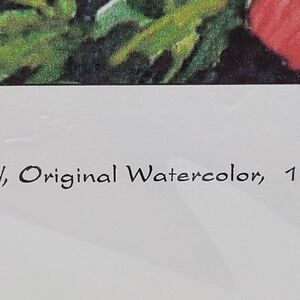 , Original Watercolor, 1